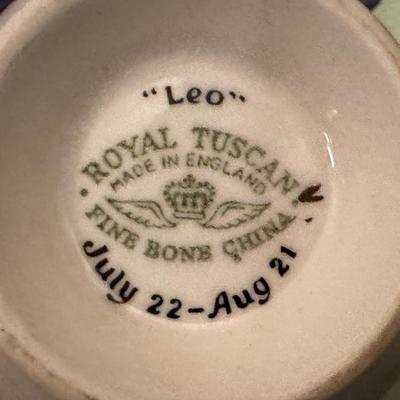 "Leo"
ROYAL TUSCAN
MADE IN ENGLAND
FINE BONE CHINA
July 22-Aug 21